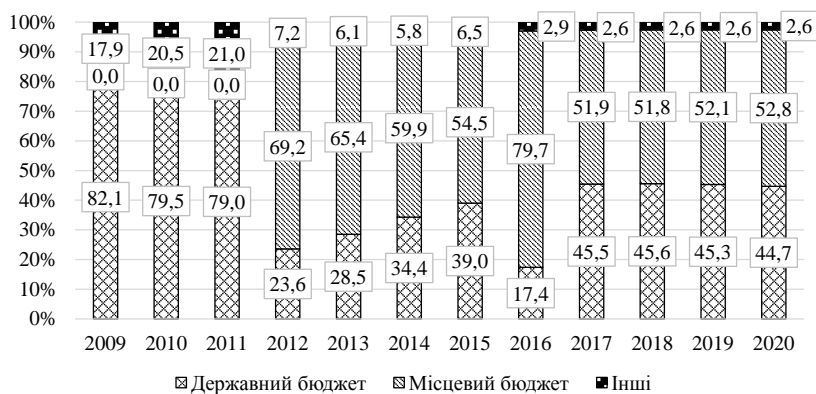 100% 7,2 6,1 5,8 6,5 2,9 2,6 2,6 2,6 2,6
90% 17,9 20,5 21,0
80% 0,0 0,0 0,0
70% 51,9 51,8 52,1 52,8
60% 69,2 65,4 59,9 54,5 79,7
50%
40% 82,1 79,5 79,0
30%
20% 23,6 28,5 34,4 39,0 45,5 45,6 45,3 44,7
10% 17,4
0%
2009 2010 2011 2012 2013 2014 2015 2016 2017 2018 2019 2020
Державний бюджет Місцевий бюджет Інші